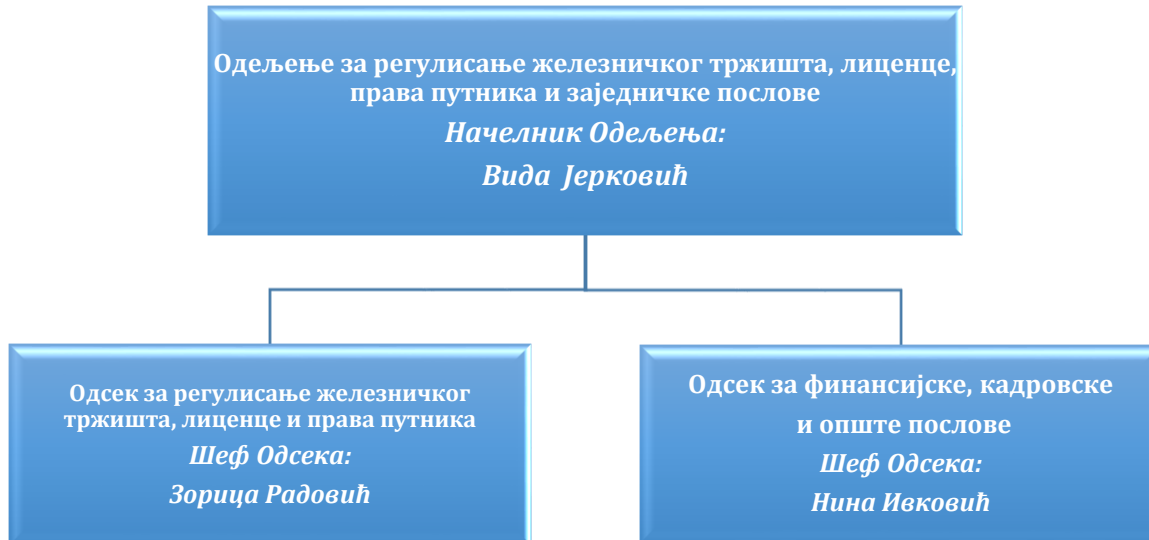 Одељење за регулисање железничког тржишта, лиценце,
права путника и заједничке послове
Начелник Одељења:
Вида Јерковић
Одсек за регулисање железничког
тржишта, лиценце и права путника
Шеф Одсека:
Зорица Радовић
Одсек за финансијске, кадровске
и опште послове
Шеф Одсека:
Нина Ивковић